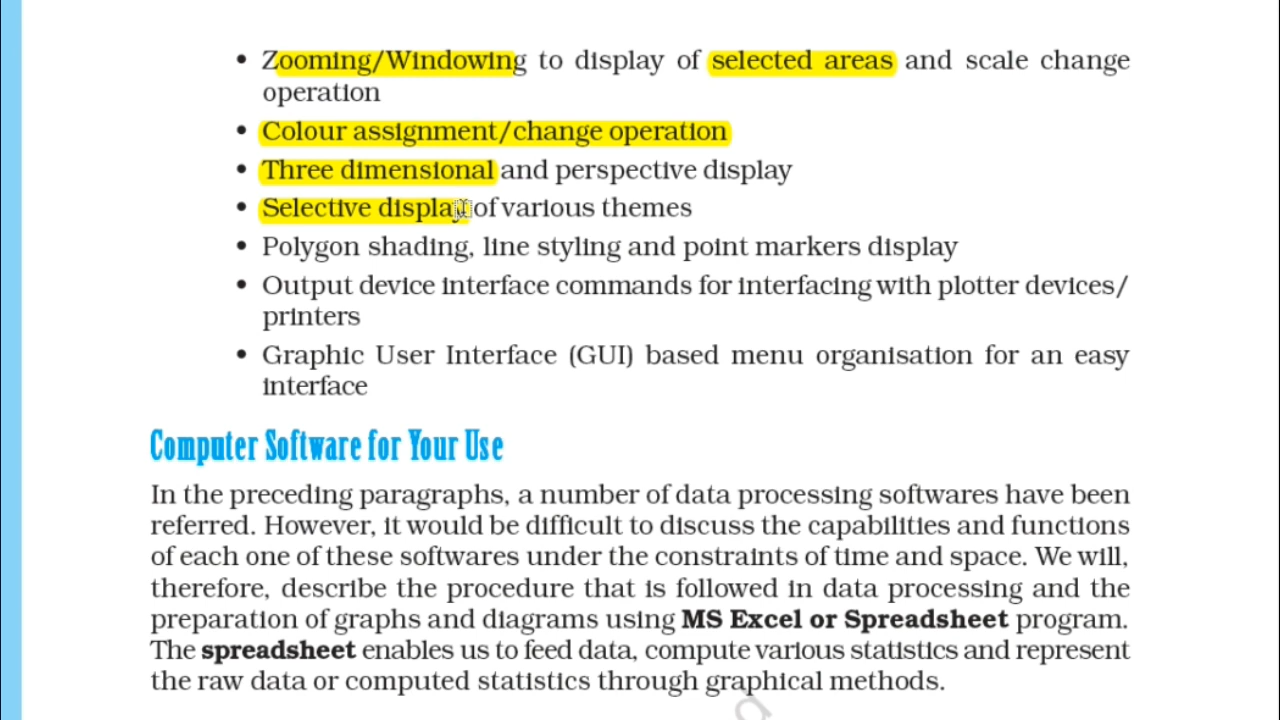 • Zooming/Windowing to display of selected areas and scale change
operation
• Colour assignment/change operation
• Three dimensional and perspective display
• Selective display of various themes
• Polygon shading, line styling and point markers display
• Output device interface commands for interfacing with plotter devices/
printers
• Graphic User Interface (GUI) based menu organisation for an easy
interface
Computer Software for Your Use
In the preceding paragraphs, a number of data processing softwares have been
referred. However, it would be difficult to discuss the capabilities and functions
of each one of these softwares under the constraints of time and space. We will,
therefore, describe the procedure that is followed in data processing and the
preparation of graphs and diagrams using MS Excel or Spreadsheet program.
The spreadsheet enables us to feed data, compute various statistics and represent
the raw data or computed statistics through graphical methods.